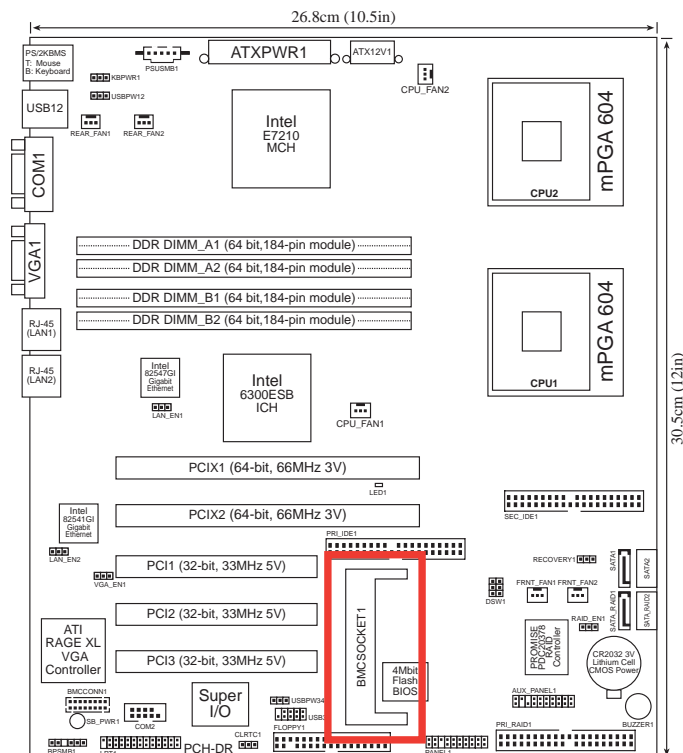 26.8cm (10.5in)
PS/2KBMS
T: Mouse
B: Keyboard
PSUSMB1
ATXPWR1
ATX12V1
KBPWR1
CPU_FAN2
USB12
USBPW12
REAR_FAN1
REAR_FAN2
Intel
E7210
MCH
mPGA 604
CPU2
COM1
VGA1
DDR DIMM_A1 (64 bit,184-pin module)
DDR DIMM_A2 (64 bit,184-pin module)
DDR DIMM_B1 (64 bit,184-pin module)
DDR DIMM_B2 (64 bit,184-pin module)
mPGA 604
CPU1
RJ-45
(LAN1)
RJ-45
(LAN2)
Intel
82547GI
Gigabit
Ethernet
LAN_EN1
Intel
6300ESB
ICH
CPU_FAN1
30.5cm (12in)
PCIX1 (64-bit, 66MHz 3V)
LED1
SEC_IDE1
Intel
82541GI
Gigabit
Ethernet
PCIX2 (64-bit, 66MHz 3V)
PRI_IDE1
LAN_EN2
VGA_EN1
PCI1 (32-bit, 33MHz 5V)
RECOVERY1
SATA1
SATA2
FRNT_FAN1
FRNT_FAN2
DSW1
PCI2 (32-bit, 33MHz 5V)
BMCSOCKET1
RAID_EN1
SATA_RAID1
SATA_RAID2
ATI
RAGE XL
VGA
Controller
PCI3 (32-bit, 33MHz 5V)
4Mbit
Flash
BIOS
PROMISE
PDC20378
RAID
Controller
CR2032 3V
Lithium Cell
CMOS Power
BMCCONN1
Super
I/O
USBPW34
AUX_PANEL1
SB_PWR1
COM2
BUZZER1
CLRTC1
FLOPPY1
PRI_RAID1
BPSMB1
PCH-DR
PANEL1